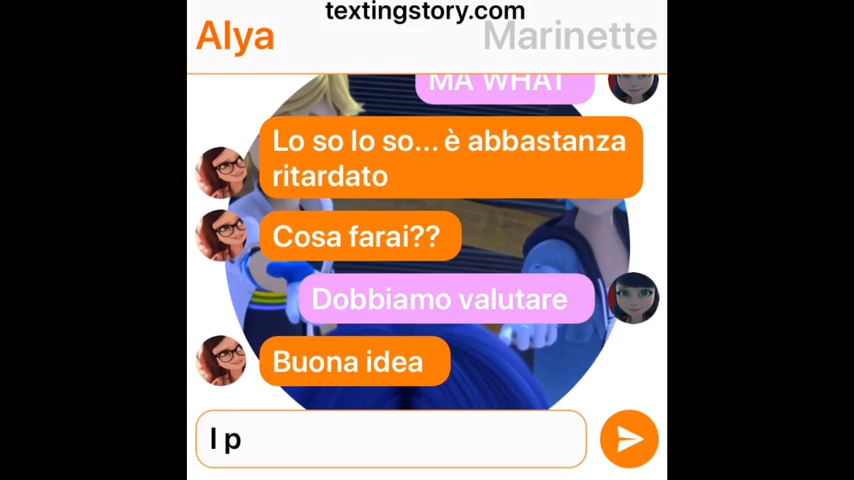 textingstory.com
Alya Marinette
MA WHAT
Lo so lo so... è abbastanza
ritardato
Cosa farai??
Dobbiamo valutare
Buona idea
I p